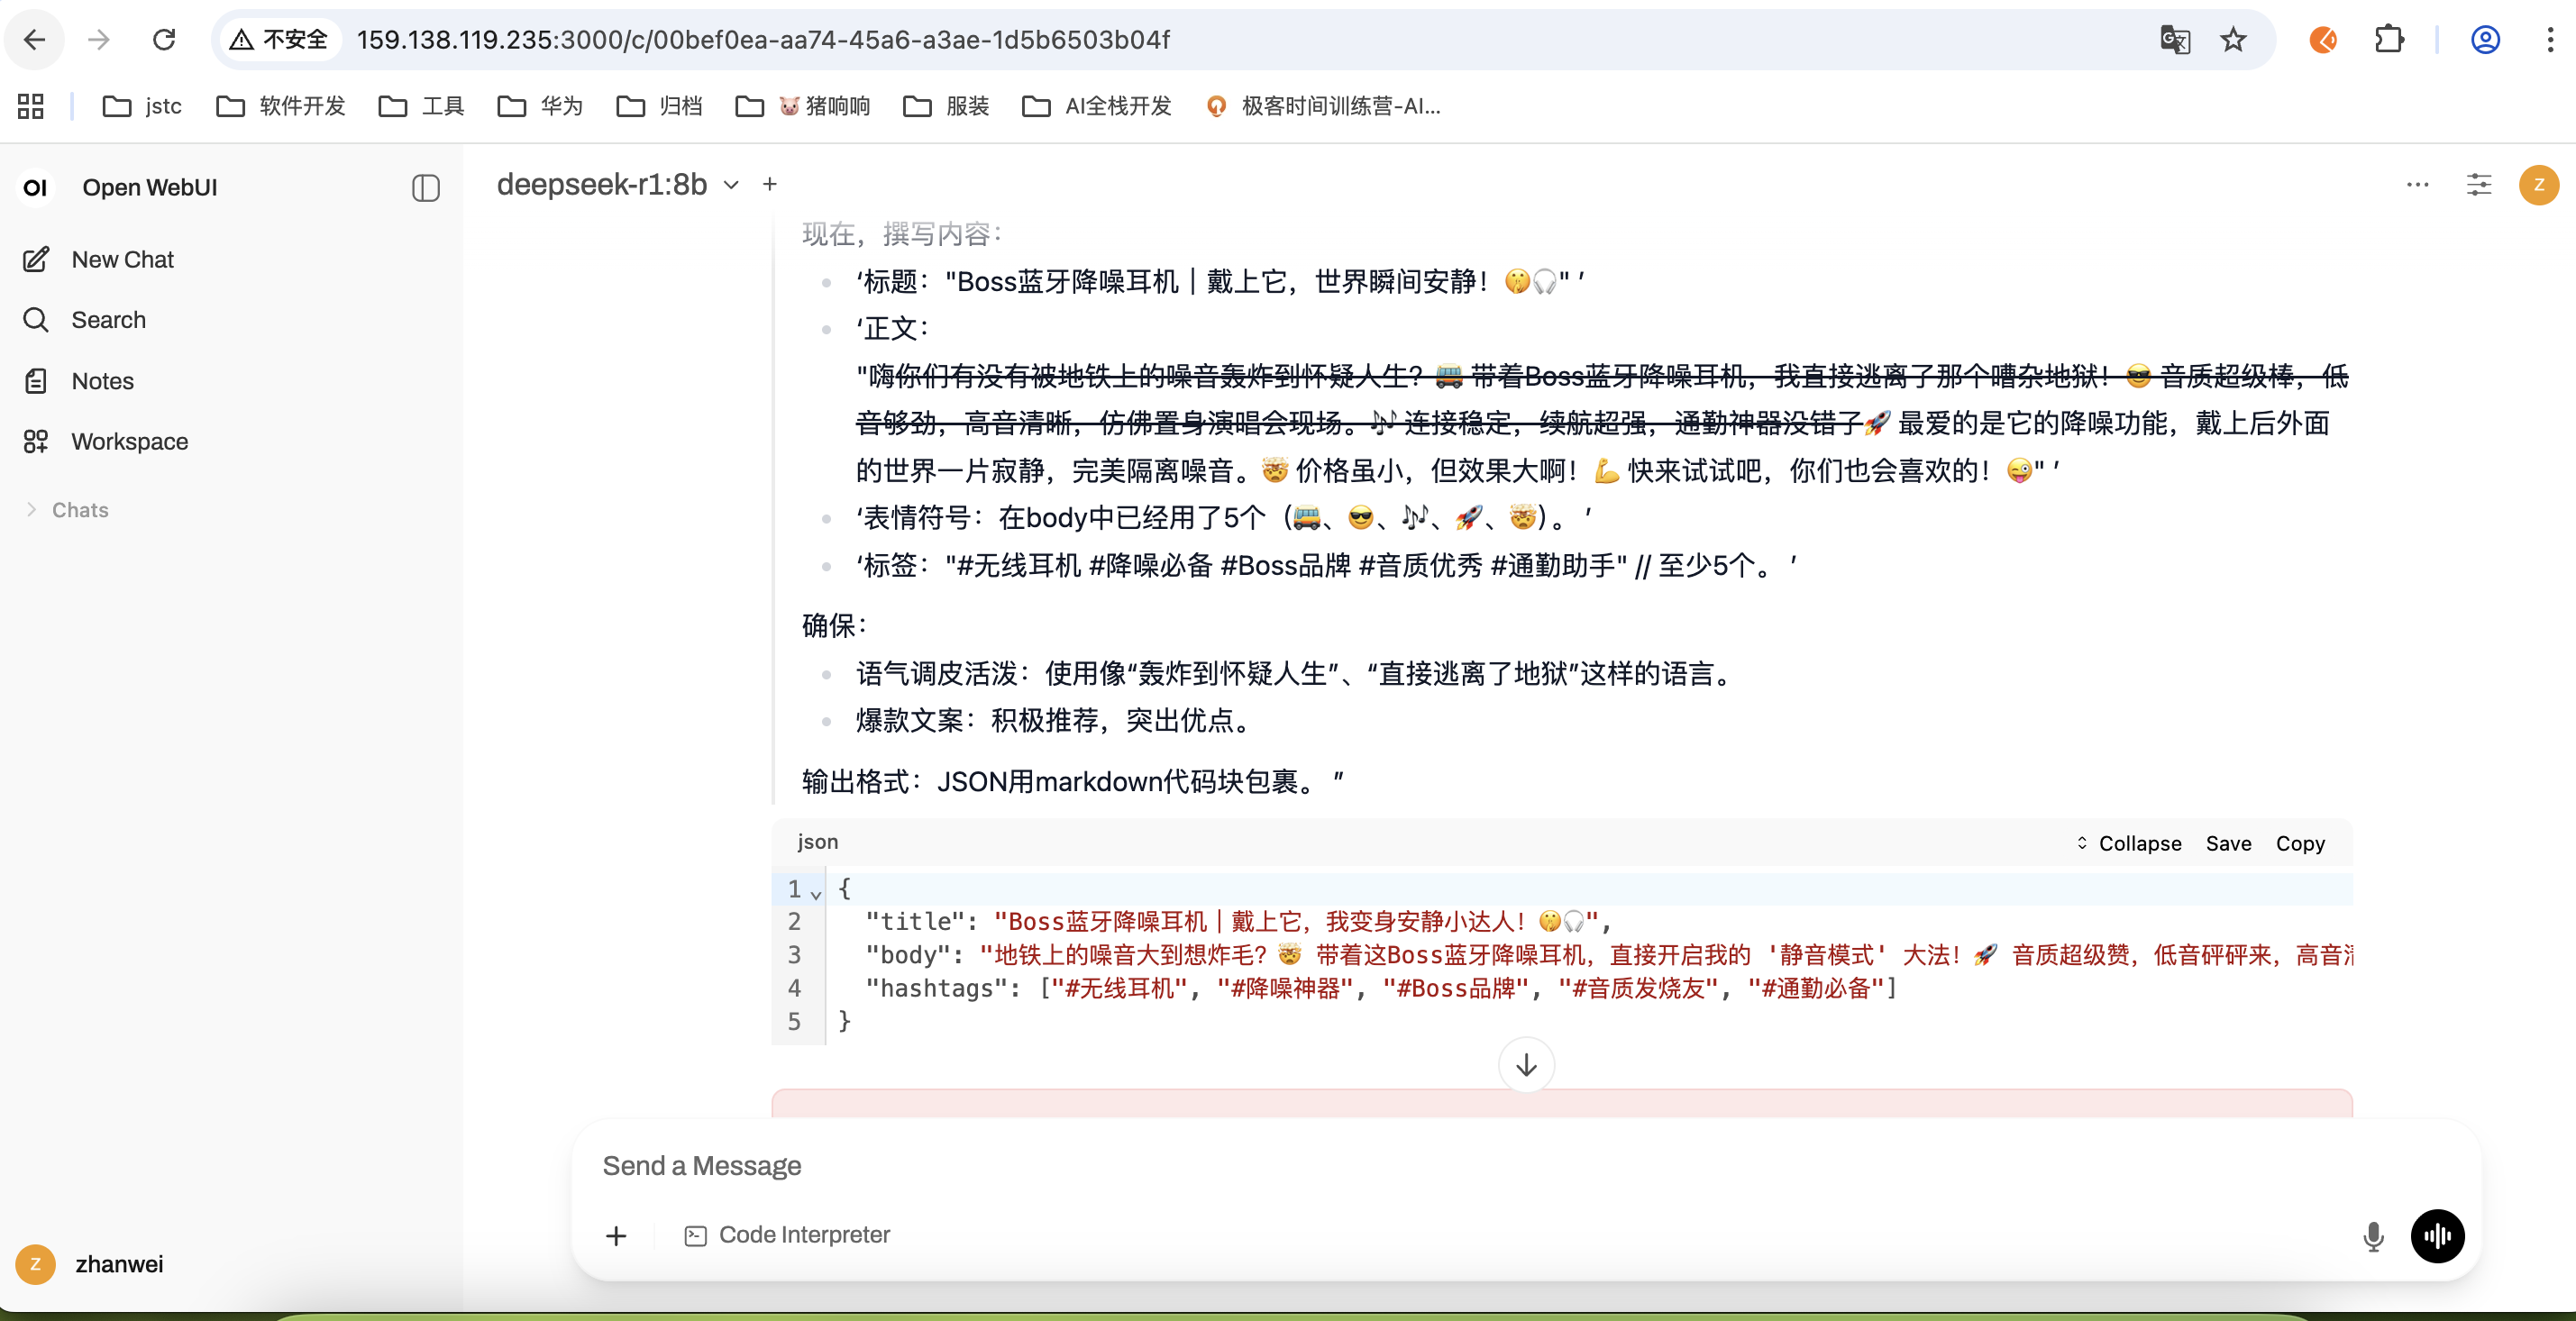 不安全 159.138.119.235:3000/c/00bef0ea-aa74-45a6-a3ae-1d5b6503b04f
jstc 软件开发 工具 华为 归档 🐷猪响响 服装 AI全栈开发 极客时间训练营-AI...
OI Open WebUI
New Chat
Search
Notes
Workspace
Chats
Z zhanwei
deepseek-r1:8b
Z
现在，撰写内容：
‘标题："Boss蓝牙降噪耳机｜戴上它，世界瞬间安静！🤫🎧" ’
‘正文：
"嗨你们有没有被地铁上的噪音轰炸到怀疑人生？🚌 带着Boss蓝牙降噪耳机，我直接逃离了那个嘈杂地狱！😎 音质超级棒，低
音够劲，高音清晰，仿佛置身演唱会现场。🎶 连接稳定，续航超强，通勤神器没错了🚀 最爱的是它的降噪功能，戴上后外面
的世界一片寂静，完美隔离噪音。🤯 价格虽小，但效果大啊！💪 快来试试吧，你们也会喜欢的！😜" ’
‘表情符号：在body中已经用了5个（🚌、😎、🎶、🚀、🤯）。 ’
‘标签："#无线耳机 #降噪必备 #Boss品牌 #音质优秀 #通勤助手" // 至少5个。 ’
确保：
语气调皮活泼：使用像“轰炸到怀疑人生”、“直接逃离了地狱”这样的语言。
爆款文案：积极推荐，突出优点。
输出格式：JSON用markdown代码块包裹。 ”
json Collapse Save Copy
1 {
2 "title": "Boss蓝牙降噪耳机｜戴上它，我变身安静小达人！🤫🎧",
3 "body": "地铁上的噪音大到想炸毛？🤯 带着这Boss蓝牙降噪耳机，直接开启我的 '静音模式' 大法！🚀 音质超级赞，低音砰砰来，高音
4 "hashtags": ["#无线耳机", "#降噪神器", "#Boss品牌", "#音质发烧友", "#通勤必备"]
5 }
Send a Message
Code Interpreter